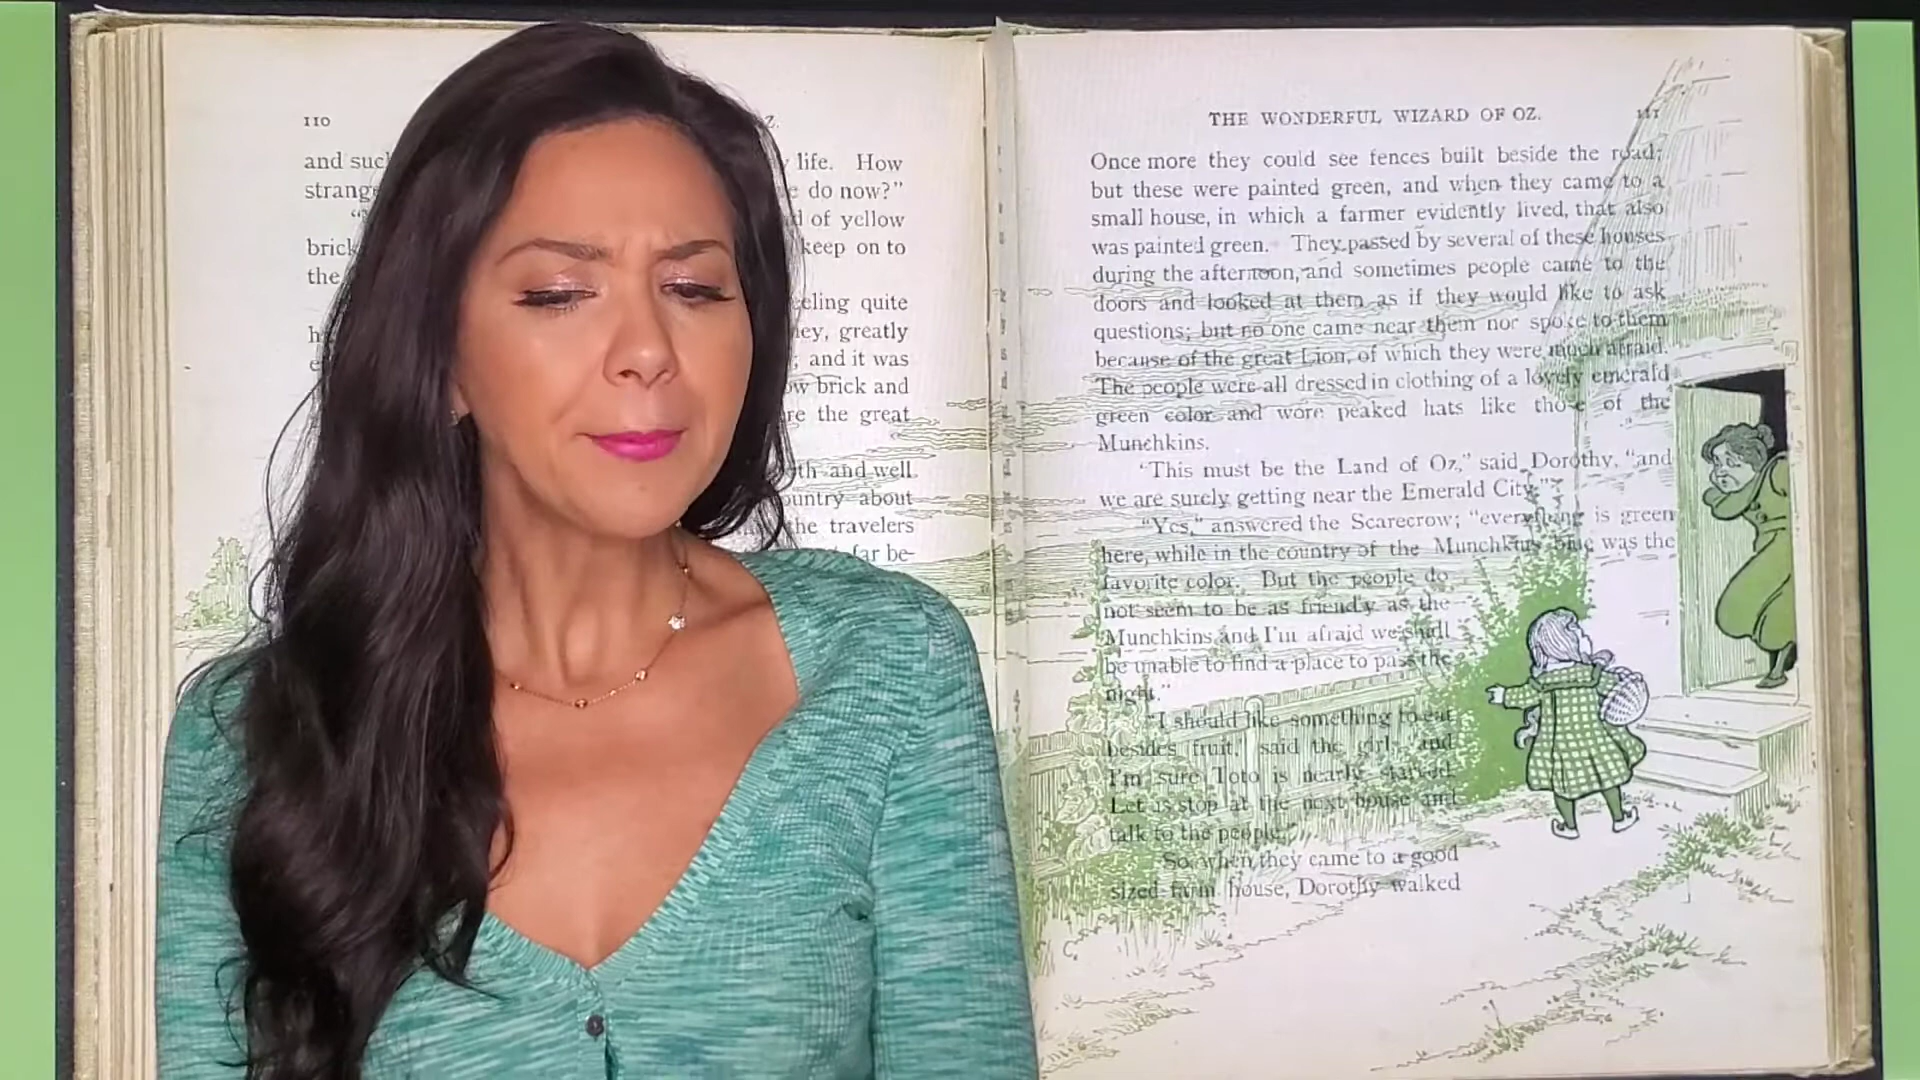 110
Z.
and suc life. How
strang do now?"
of yellow
brick keep on to
the
eling quite
greatly
and it was
brick and
the great
and well
about
the travelers
far be-
THE WONDERFUL WIZARD OF OZ. 111
Once more they could see fences built beside the road;
but these were painted green, and when they came to a
small house, in which a farmer evidently lived, that also
was painted green. They passed by several of these houses
during the afternoon, and sometimes people came to the
doors and looked at them as if they would like to ask
questions; but no one came near them nor spoke to them
because of the great Lion, of which they were much afraid.
The people were all dressed in clothing of a lovely emerald
green color and wore peaked hats like those of the
Munchkins.
"This must be the Land of Oz," said Dorothy, "and
we are surely getting near the Emerald City."
"Yes," answered the Scarecrow; "everything is green
here, while in the country of the Munchkins blue was the
favorite color. But the people do
not seem to be as friendly as the
Munchkins and I'm afraid we shall
be unable to find a place to pass the
night."
"I should like something to eat
besides fruit," said the girl, "and
I'm sure Toto is nearly starved.
Let us stop at the next house and
talk to the people."
So, when they came to a good
sized farm house, Dorothy walked